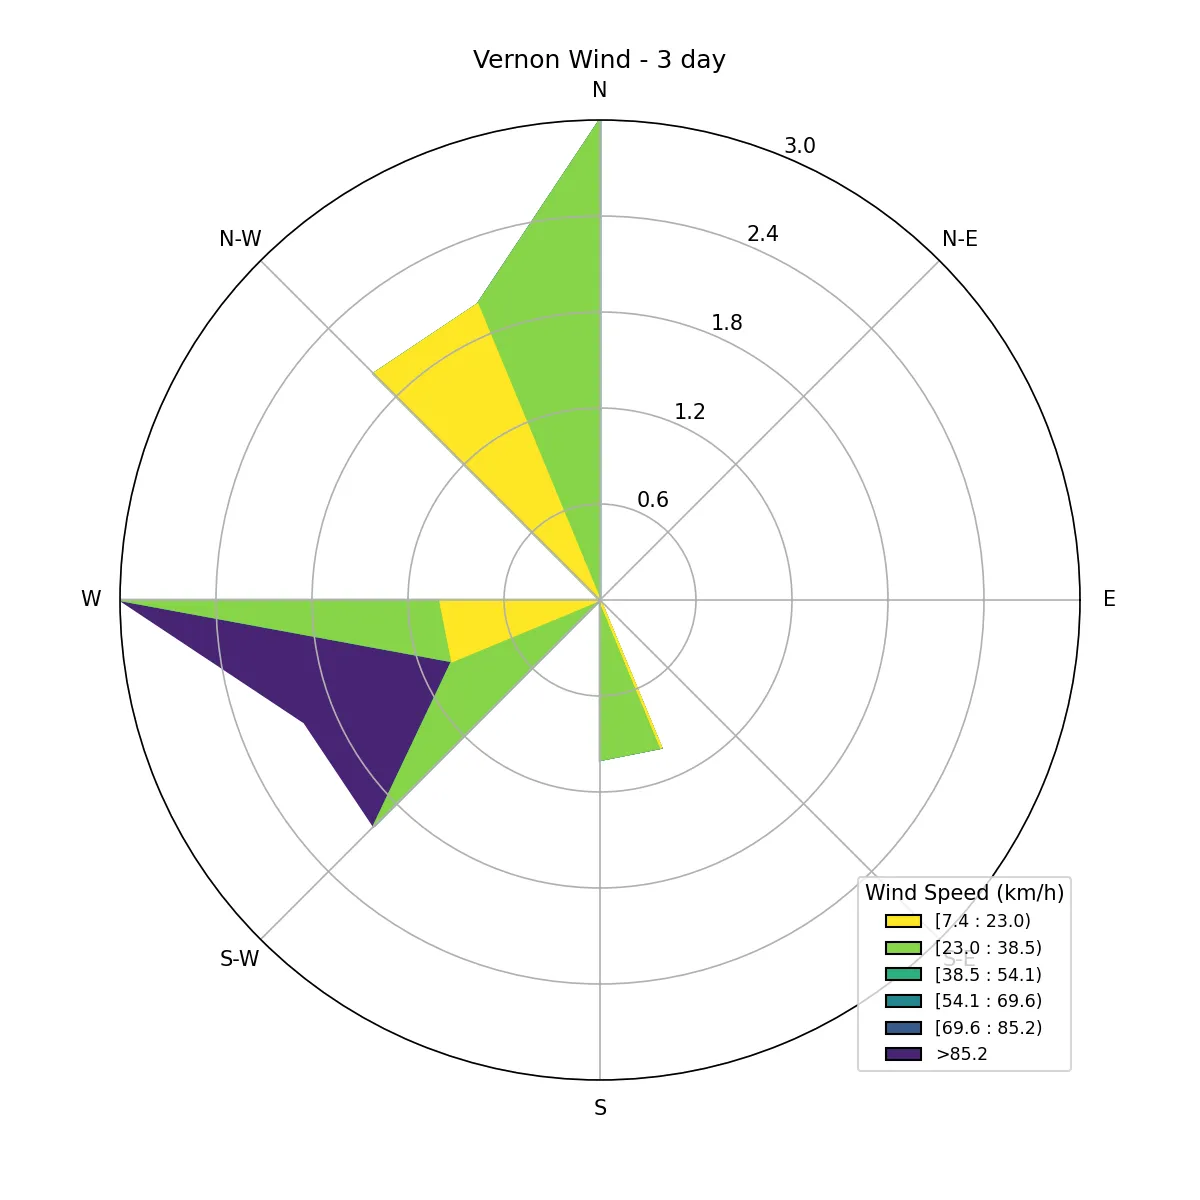 Vernon Wind - 3 day
N
3.0
N-W
N-E
2.4
1.8
1.2
0.6
W
E
Wind Speed (km/h)
[7.4 : 23.0)
[23.0 : 38.5)
S-W
S-E
[38.5 : 54.1)
[54.1 : 69.6)
[69.6 : 85.2)
>85.2
S